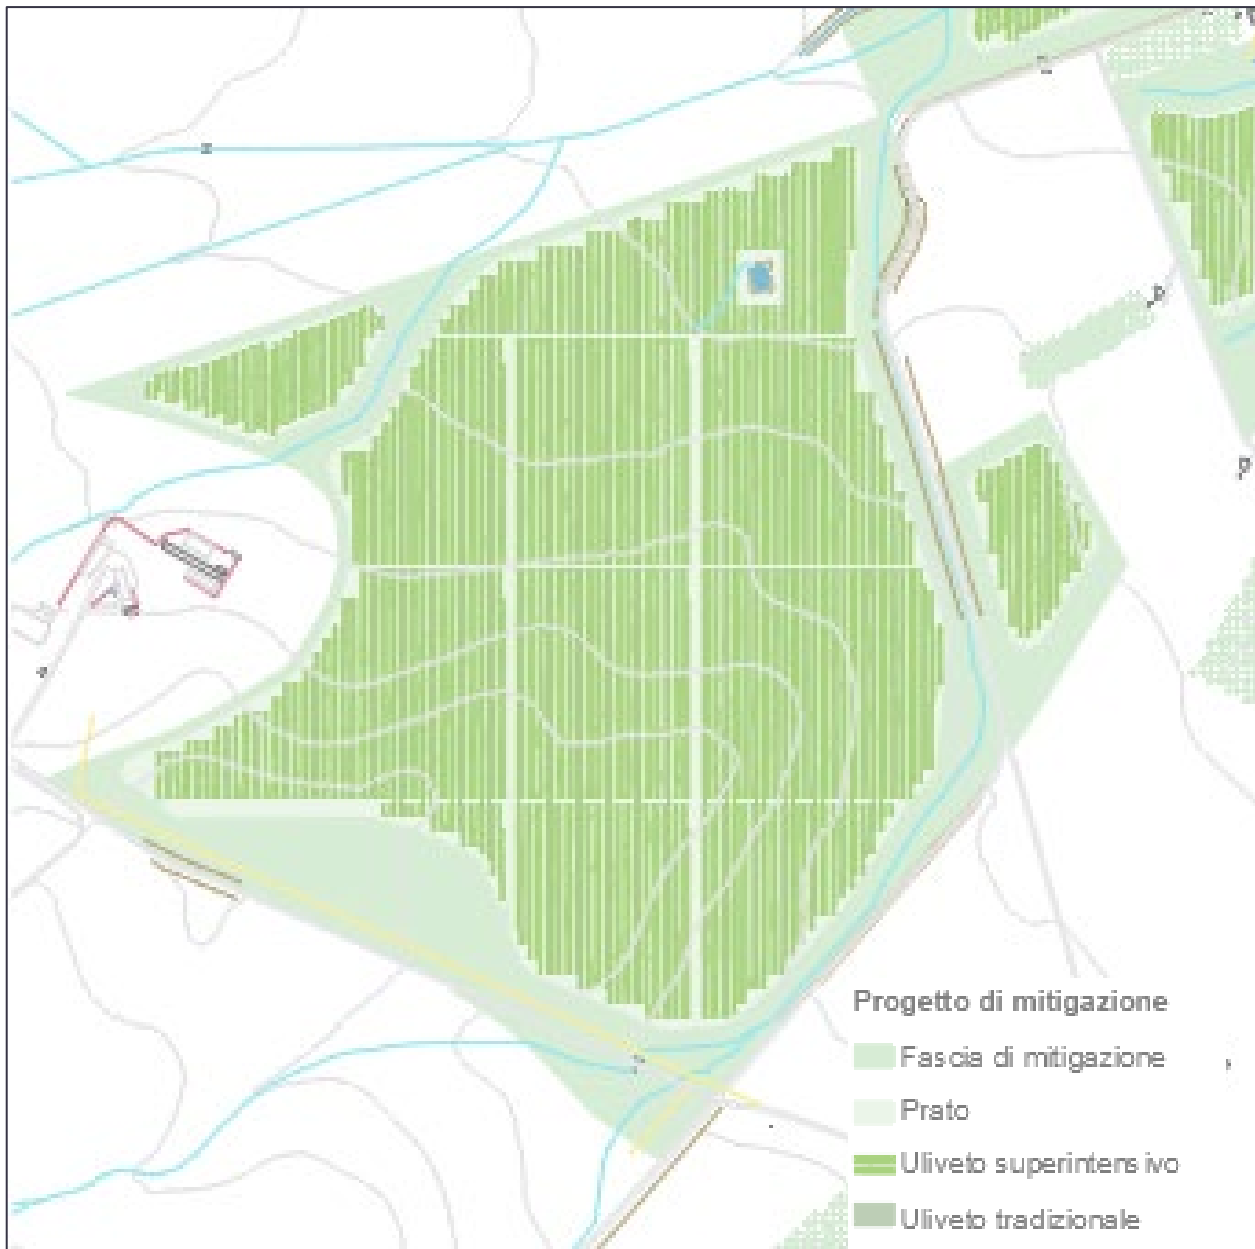 Progetto di mitigazione
Fascia di mitigazione
Prato
Uliveto superintensivo
Uliveto tradizionale